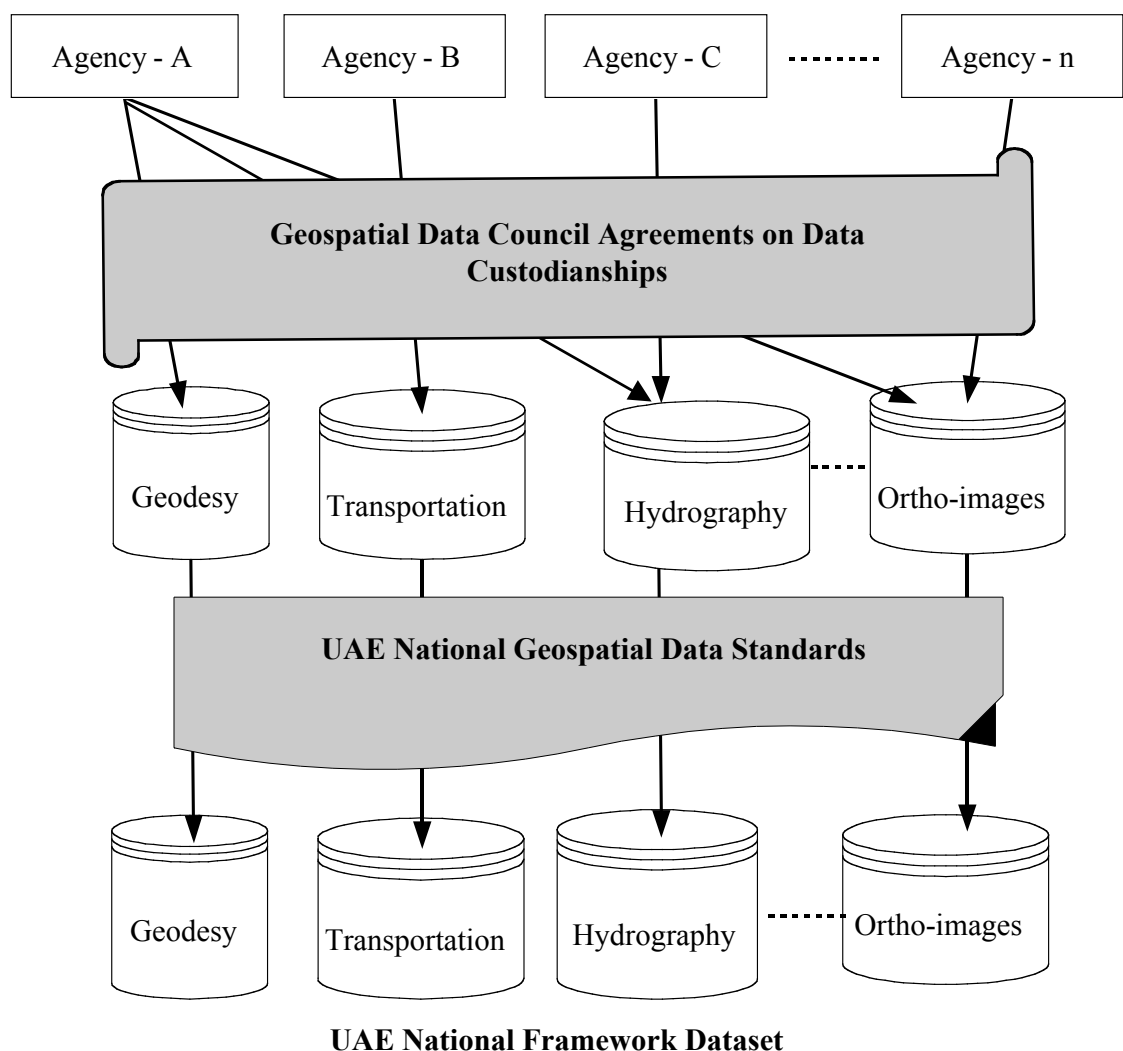 Agency - A
Agency - B
Agency - C
Agency - n
Geospatial Data Council Agreements on Data
Custodianships
Geodesy
Transportation
Hydrography
Ortho-images
UAE National Geospatial Data Standards
Geodesy
Transportation
Hydrography
Ortho-images
UAE National Framework Dataset